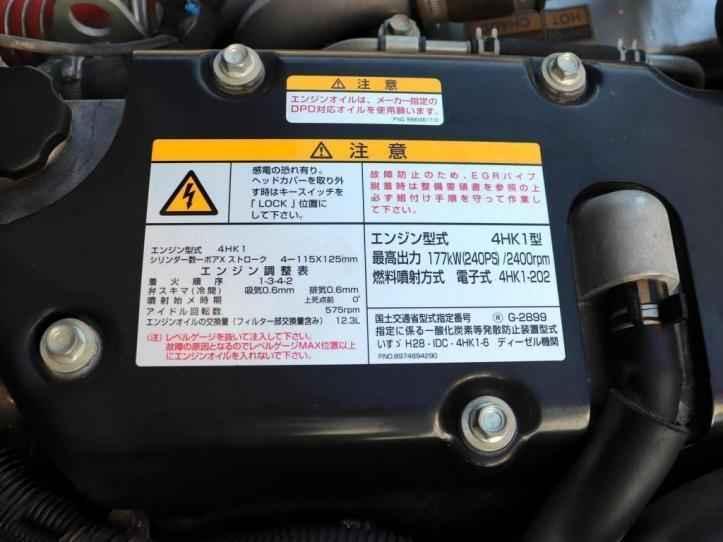 HOT CHAMB
⚠ 注意
エンジンオイルは、メーカー指定の
DPD対応オイルを使用願います。
⚠ 注意
感電の恐れ有り。
ヘッドカバーを取り外
す時はキースイッチを
「LOCK」位置に
して下さい。
故障防止のため、EGRパイプ
脱着時は整備要領書を参照の上
必ず組付け手順を守って作業し
て下さい。
エンジン型式 4HK1
シリンダー数ーボアXストローク 4ー115X125mm
エンジン調整表
着火順序 1-3-4-2
弁スキマ(冷間) 吸気0.6mm 排気0.6mm
噴射始メ時期 上死点前 0°
アイドル回転数 575rpm
エンジンオイルの交換量(フィルター部交換量含み) 12.3L
(注)レベルゲージを抜いて注入して下さい。
故障の原因となるのでレベルゲージMAX位置以上
にエンジンオイルを入れないで下さい。
エンジン型式 4HK1型
最高出力 177kW(240PS)/2400rpm
燃料噴射方式 電子式 4HK1-202
国土交通省型式指定番号 Ⓡ G-2899
指定に係る一酸化炭素等発散防止装置型式
いすゞ H28-IDC-4HK1-6 ディーゼル機関
P/NO.8974894290